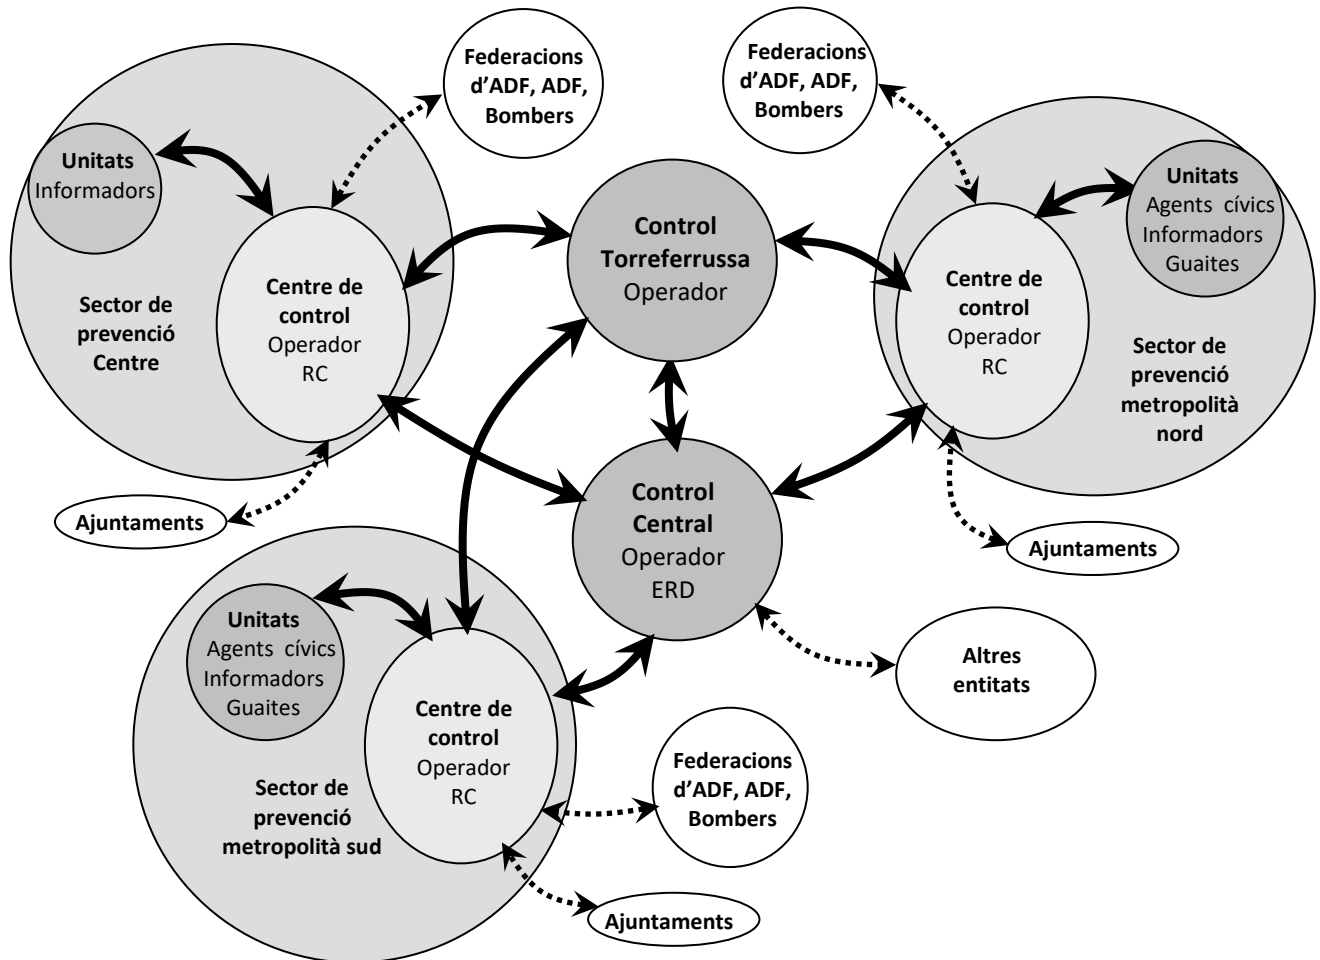 Federacions
d’ADF, ADF,
Bombers
Federacions
d’ADF, ADF,
Bombers
Unitats
Informadors
Centre de
control
Operador
RC
Sector de
prevenció
Centre
Ajuntaments
Control
Torreferrussa
Operador
Control
Central
Operador
ERD
Unitats
Agents cívics
Informadors
Guaites
Centre de
control
Operador
RC
Sector de
prevenció
metropolità
nord
Ajuntaments
Altres
entitats
Unitats
Agents cívics
Informadors
Guaites
Centre de
control
Operador
RC
Sector de
prevenció
metropolità sud
Federacions
d’ADF, ADF,
Bombers
Ajuntaments